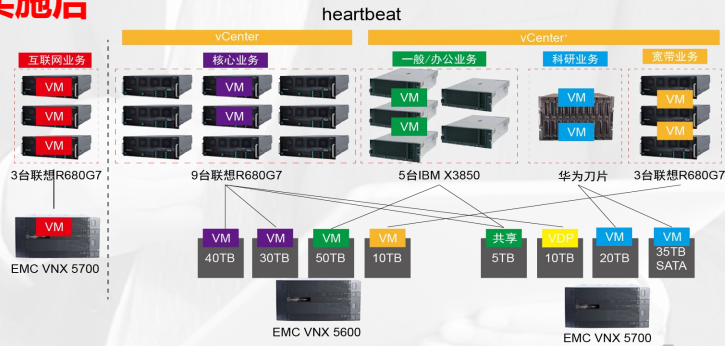 实施后
heartbeat
vCenter
vCenter
互联网业务
核心业务
一般/办公业务
科研业务
宽带业务
VM
VM
VM
VM
VM
VM
VM
VM
VM
VM
VM
3台联想R680G7
9台联想R680G7
5台IBM X3850
华为刀片
3台联想R680G7
VM
EMC VNX 5700
VM
VM
VM
VM
共享
VDP
VM
VM
40TB
30TB
50TB
10TB
5TB
10TB
20TB
35TB
SATA
EMC VNX 5600
EMC VNX 5700